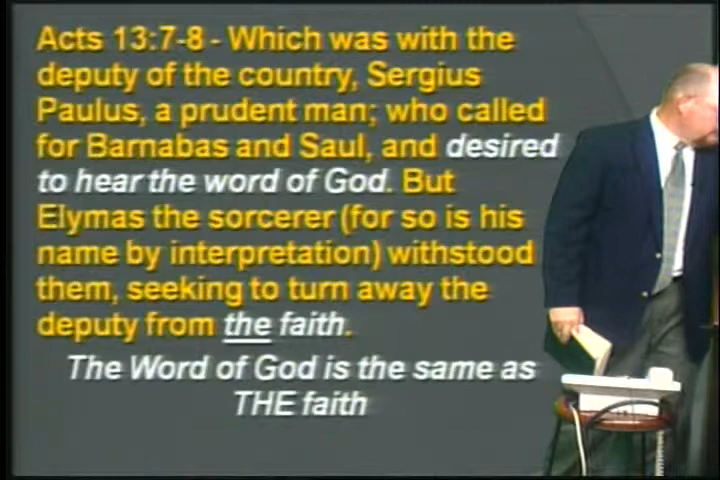 Acts 13:7-8 - Which was with the
deputy of the country, Sergius
Paulus, a prudent man; who called
for Barnabas and Saul, and desired
to hear the word of God. But
Elymas the sorcerer (for so is his
name by interpretation) withstood
them, seeking to turn away the
deputy from the faith.
The Word of God is the same as
THE faith